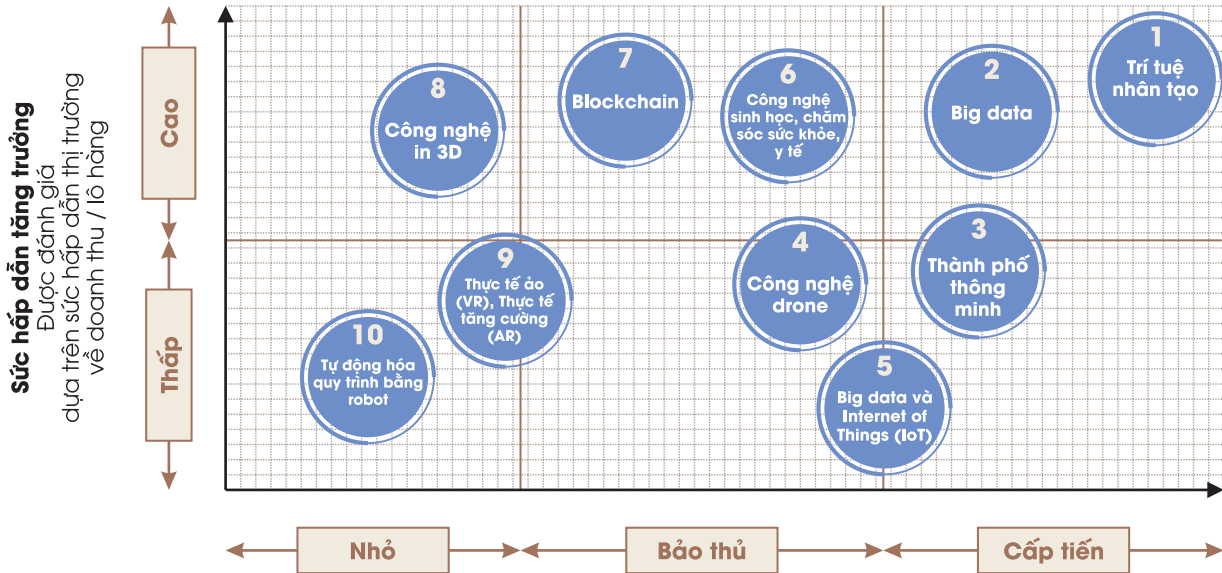 Sức hấp dẫn tăng trưởng
Được đánh giá
dựa trên sức hấp dẫn thị trường
về doanh thu / lô hàng
Cao
Thấp
1
Trí tuệ
nhân tạo
2
Big data
3
Thành phố
thông
minh
4
Công nghệ
drone
5
Big data và
Internet of
Things (IoT)
6
Công nghệ
sinh học, chăm
sóc sức khỏe,
y tế
7
Blockchain
8
Công nghệ
in 3D
9
Thực tế ảo
(VR), Thực tế
tăng cường
(AR)
10
Tự động hóa
quy trình bằng
robot
Nhỏ
Bảo thủ
Cấp tiến